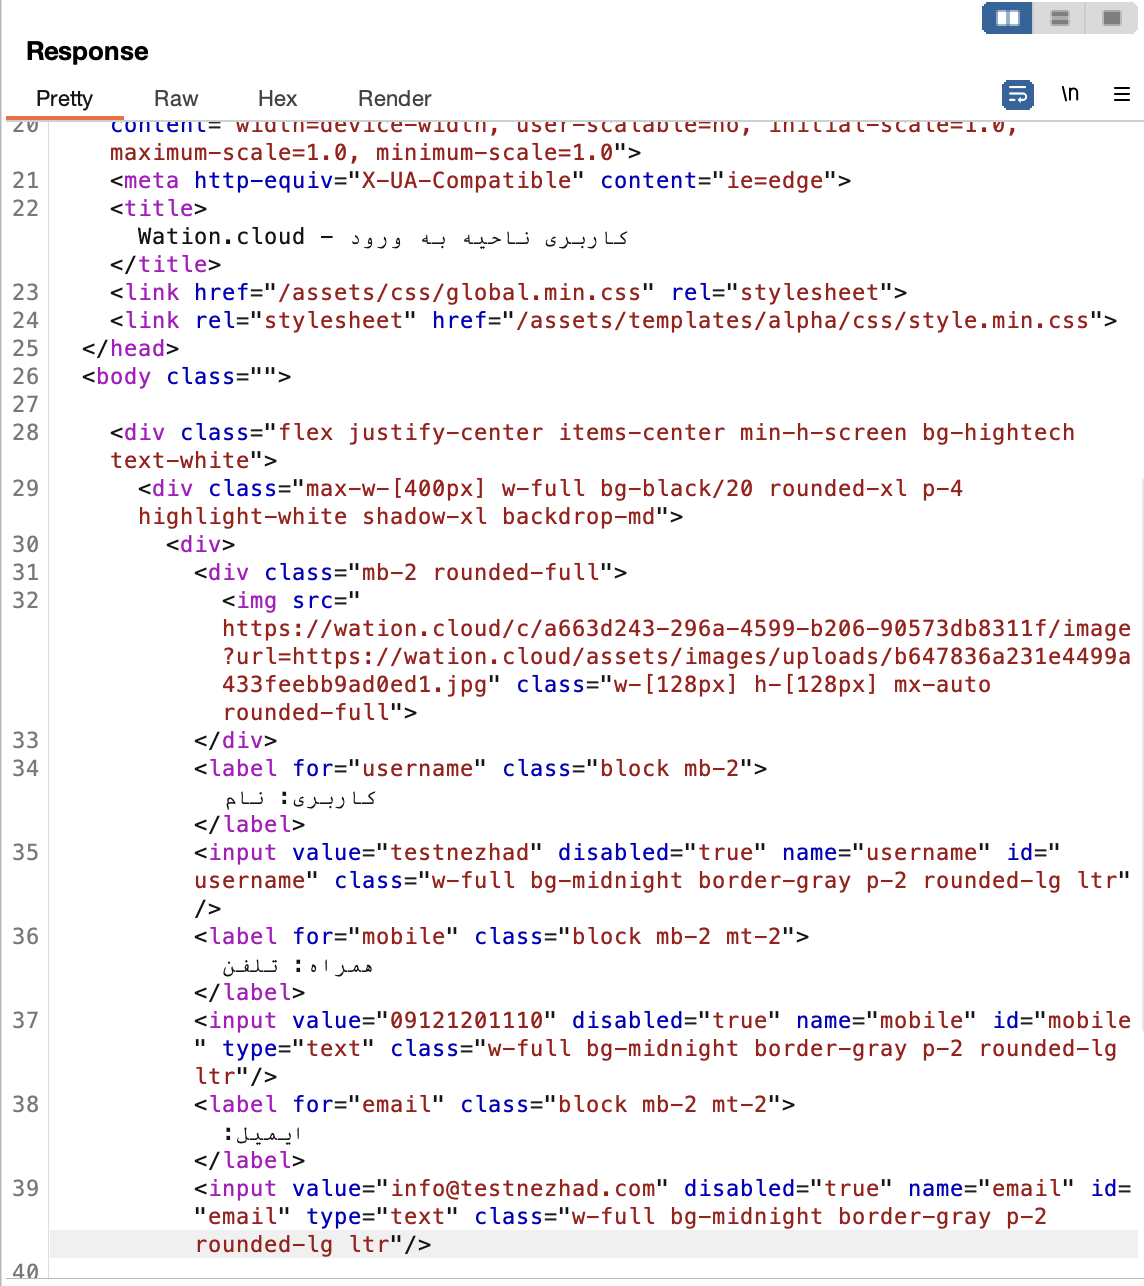 Response
Pretty Raw Hex Render \n
20 content="width=device-width, user-scalable=no, initial-scale=1.0,
maximum-scale=1.0, minimum-scale=1.0">
21 <meta http-equiv="X-UA-Compatible" content="ie=edge">
22 <title>
Wation.cloud - ورود به ناحیه کاربری
</title>
23 <link href="/assets/css/global.min.css" rel="stylesheet">
24 <link rel="stylesheet" href="/assets/templates/alpha/css/style.min.css">
25 </head>
26 <body class="">
27
28 <div class="flex justify-center items-center min-h-screen bg-hightech
text-white">
29 <div class="max-w-[400px] w-full bg-black/20 rounded-xl p-4
highlight-white shadow-xl backdrop-md">
30 <div>
31 <div class="mb-2 rounded-full">
32 <img src="
https://wation.cloud/c/a663d243-296a-4599-b206-90573db8311f/image
?url=https://wation.cloud/assets/images/uploads/b647836a231e4499a
433feebb9ad0ed1.jpg" class="w-[128px] h-[128px] mx-auto
rounded-full">
33 </div>
34 <label for="username" class="block mb-2">
نام کاربری:
</label>
35 <input value="testnezhad" disabled="true" name="username" id="
username" class="w-full bg-midnight border-gray p-2 rounded-lg ltr"
/>
36 <label for="mobile" class="block mb-2 mt-2">
تلفن همراه:
</label>
37 <input value="09121201110" disabled="true" name="mobile" id="mobile
" type="text" class="w-full bg-midnight border-gray p-2 rounded-lg
ltr"/>
38 <label for="email" class="block mb-2 mt-2">
ایمیل:
</label>
39 <input value="info@testnezhad.com" disabled="true" name="email" id=
"email" type="text" class="w-full bg-midnight border-gray p-2
rounded-lg ltr"/>
40